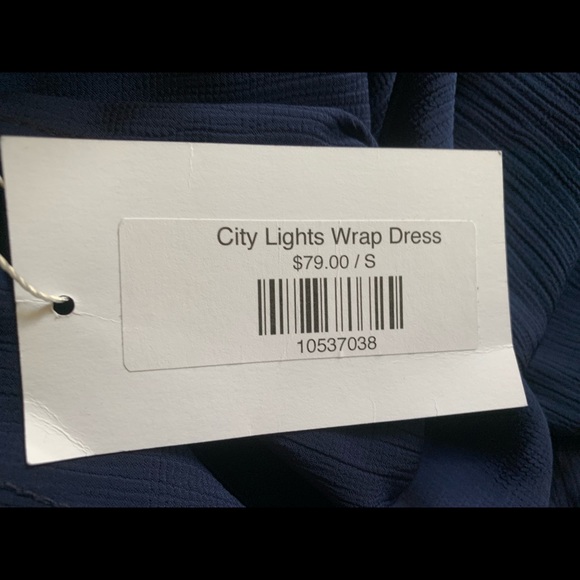 City Lights Wrap Dress
$79.00 / S
10537038